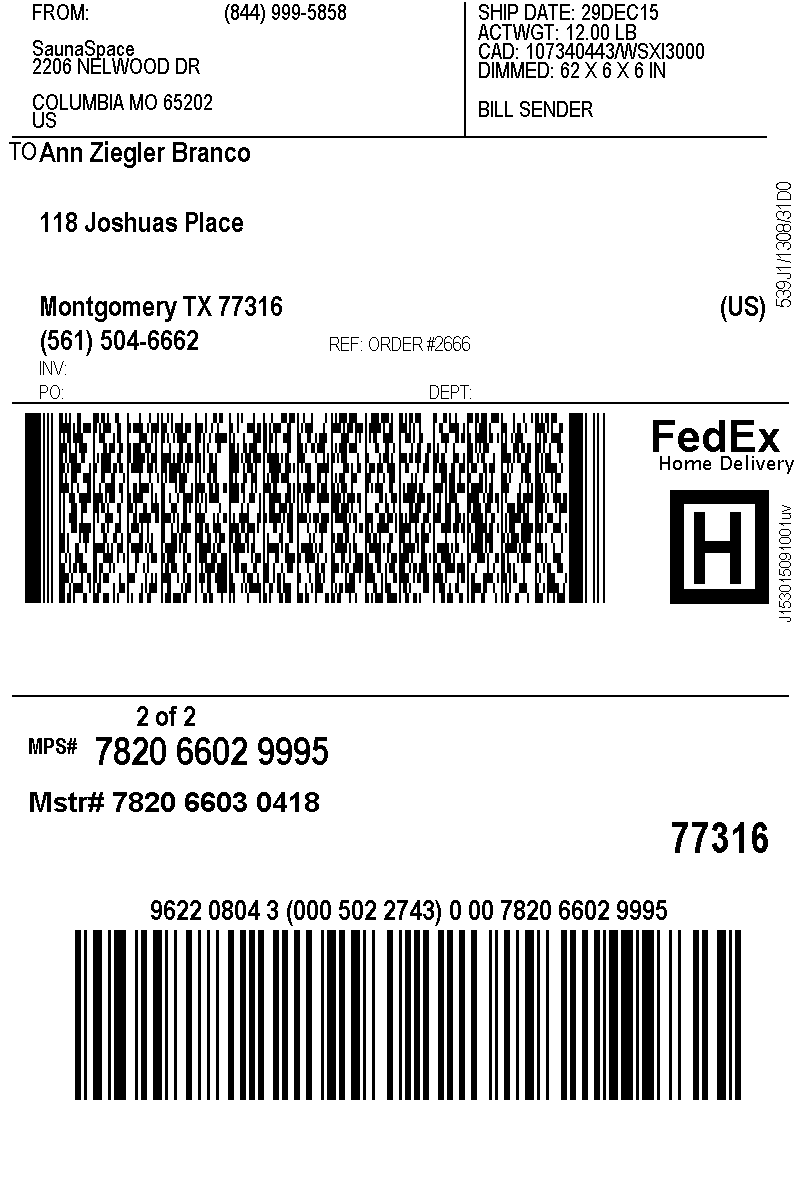 FROM: (844) 999-5858
SaunaSpace
2206 NELWOOD DR
COLUMBIA MO 65202
US
SHIP DATE: 29DEC15
ACTWGT: 12.00 LB
CAD: 107340443/WSXI3000
DIMMED: 62 X 6 X 6 IN
BILL SENDER
TO Ann Ziegler Branco
118 Joshuas Place
Montgomery TX 77316 (US)
(561) 504-6662 REF: ORDER #2666
INV:
PO: DEPT:
539J1/1308/31D0
FedEx
Home Delivery
H
J153015091001uv
2 of 2
MPS# 7820 6602 9995
Mstr# 7820 6603 0418
77316
9622 0804 3 (000 502 2743) 0 00 7820 6602 9995